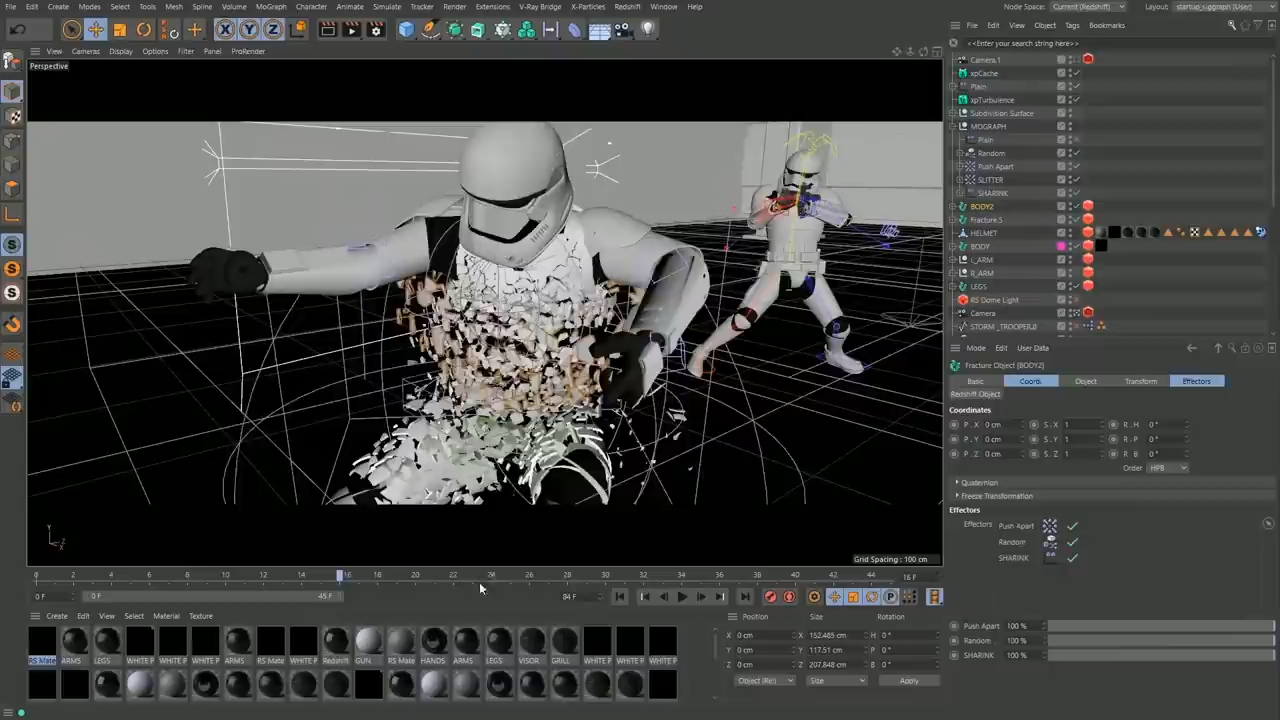 File Edit Create Modes Select Tools Mesh Spline Volume MoGraph Character Animate Simulate Tracker Render Extensions V-Ray Bridge X-Particles Redshift Window Help Node Space: Current (Redshift) Layout: startup_siggraph (User)
View Cameras Display Options Filter Panel ProRender
File Edit View Object Tags Bookmarks
<<Enter your search string here>>
Perspective
Camera.1
xpCache
Plain
xpTurbulence
Subdivision Surface
MOGRAPH
Plain
Random
Push Apart
SLITTER
SHARINK
BODY2
Fracture.5
HELMET
BODY
L_ARM
R_ARM
LEGS
RS Dome Light
Camera
Mode Edit User Data
Fracture Object [BODY2]
Basic Coord. Object Transform Effectors
Redshift Object
Coordinates
P . X 0 cm S . X 1 R . H 0 °
P . Y 0 cm S . Y 1 R . P 0 °
P . Z 0 cm S . Z 1 R . B 0 °
Order HPB
Quaternion
Freeze Transformation
Effectors
Effectors Push Apart
Random
SHARINK
Grid Spacing : 100 cm
0 2 4 6 8 10 12 14 16 18 20 22 24 26 28 30 32 34 36 38 40 42 44 16 F
0 F 0 F 45 F 84 F
Create Edit View Select Material Texture
Position Size Rotation
X 0 cm X 152.465 cm H 0 °
Y 0 cm Y 117.51 cm P 0 °
Z 0 cm Z 207.848 cm B 0 °
Object (Rel) Size Apply
RS Mate ARMS LEGS WHITE P WHITE P WHITE P ARMS RS Mate WHITE P Redshift GUN RS Mate HANDS ARMS LEGS VISOR GRILL WHITE P WHITE P WHITE P
Push Apart 100 %
Random 100 %
SHARINK 100 %